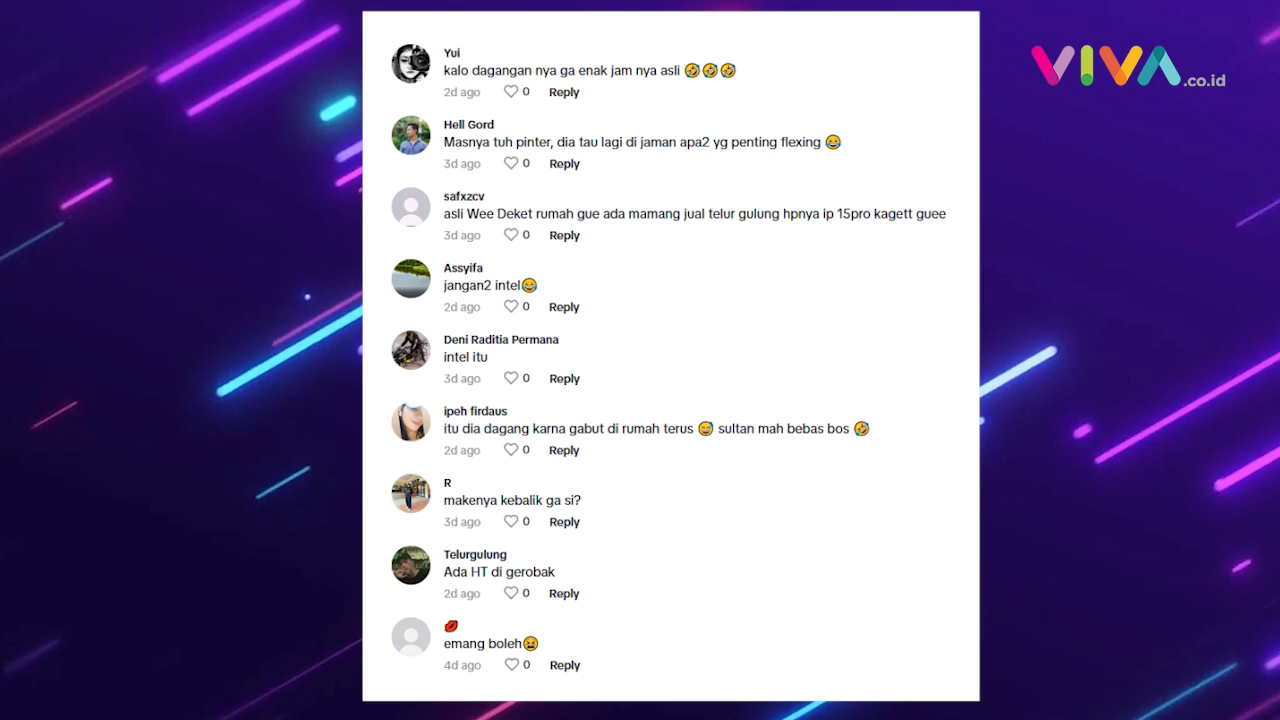 VIVA.co.id
Yui
kalo dagangan nya ga enak jam nya asli 🤣🤣🤣
2d ago 0 Reply
Hell Gord
Masnya tuh pinter, dia tau lagi di jaman apa2 yg penting flexing 😂
3d ago 0 Reply
safxzcv
asli Wee Deket rumah gue ada mamang jual telur gulung hpnya ip 15pro kagett guee
3d ago 0 Reply
Assyifa
jangan2 intel😂
2d ago 0 Reply
Deni Raditia Permana
intel itu
3d ago 0 Reply
ipeh firdaus
itu dia dagang karna gabut di rumah terus 😅 sultan mah bebas bos 🤣
2d ago 0 Reply
R
makenya kebalik ga si?
3d ago 0 Reply
Telurgulung
Ada HT di gerobak
2d ago 0 Reply
💋
emang boleh😆
4d ago 0 Reply